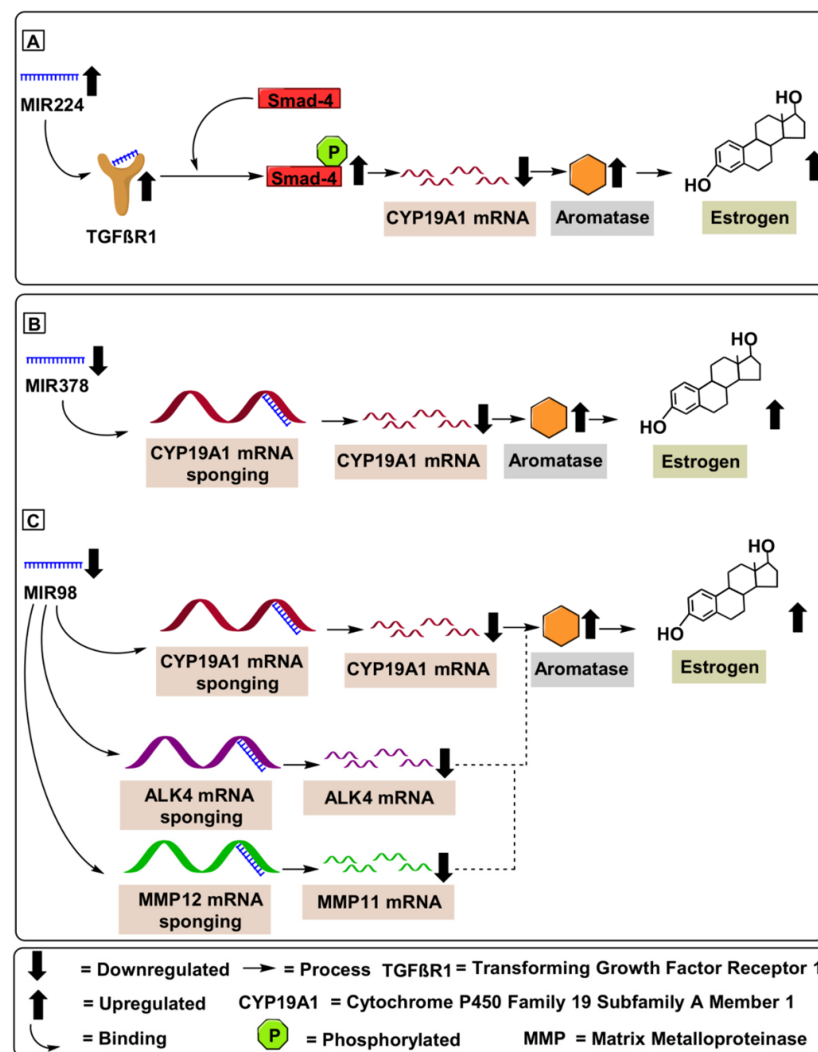 A
MIR224
Smad-4
P
Smad-4
TGFßR1
CYP19A1 mRNA
Aromatase
HO
HO
Estrogen
B
MIR378
CYP19A1 mRNA
sponging
CYP19A1 mRNA
Aromatase
HO
HO
Estrogen
C
MIR98
CYP19A1 mRNA
sponging
CYP19A1 mRNA
Aromatase
HO
HO
Estrogen
ALK4 mRNA
sponging
ALK4 mRNA
MMP12 mRNA
sponging
MMP11 mRNA
= Downregulated = Process TGFßR1 = Transforming Growth Factor Receptor 1
= Upregulated CYP19A1 = Cytochrome P450 Family 19 Subfamily A Member 1
= Binding P = Phosphorylated MMP = Matrix Metalloproteinase